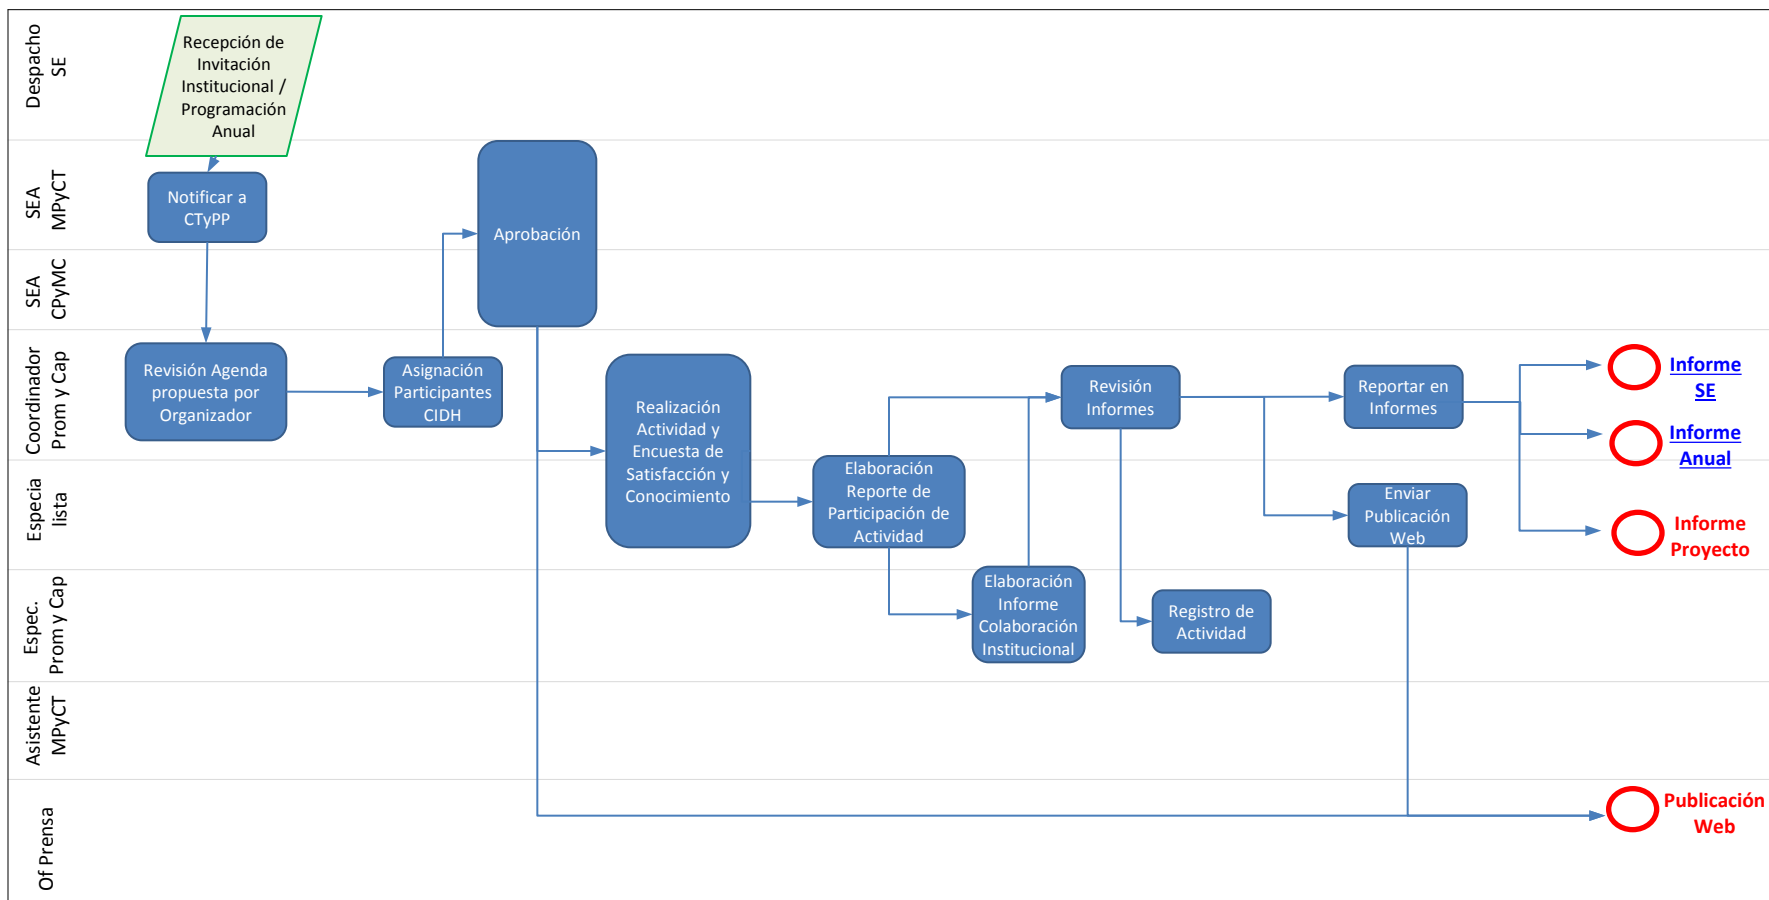 Despacho
SE
Recepción de
Invitación
Institucional /
Programación
Anual
SEA
MPyCT
Notificar a
CTyPP
Aprobación
SEA
CPyMC
Coordinador
Prom y Cap
Revisión Agenda
propuesta por
Organizador
Asignación
Participantes
CIDH
Realización
Actividad y
Encuesta de
Satisfacción y
Conocimiento
Revisión
Informes
Reportar en
Informes
Informe
SE
Informe
Anual
Especia
lista
Elaboración
Reporte de
Participación de
Actividad
Enviar
Publicación
Web
Informe
Proyecto
Espec.
Prom y Cap
Elaboración
Informe
Colaboración
Institucional
Registro de
Actividad
Asistente
MPyCT
Of Prensa
Publicación
Web